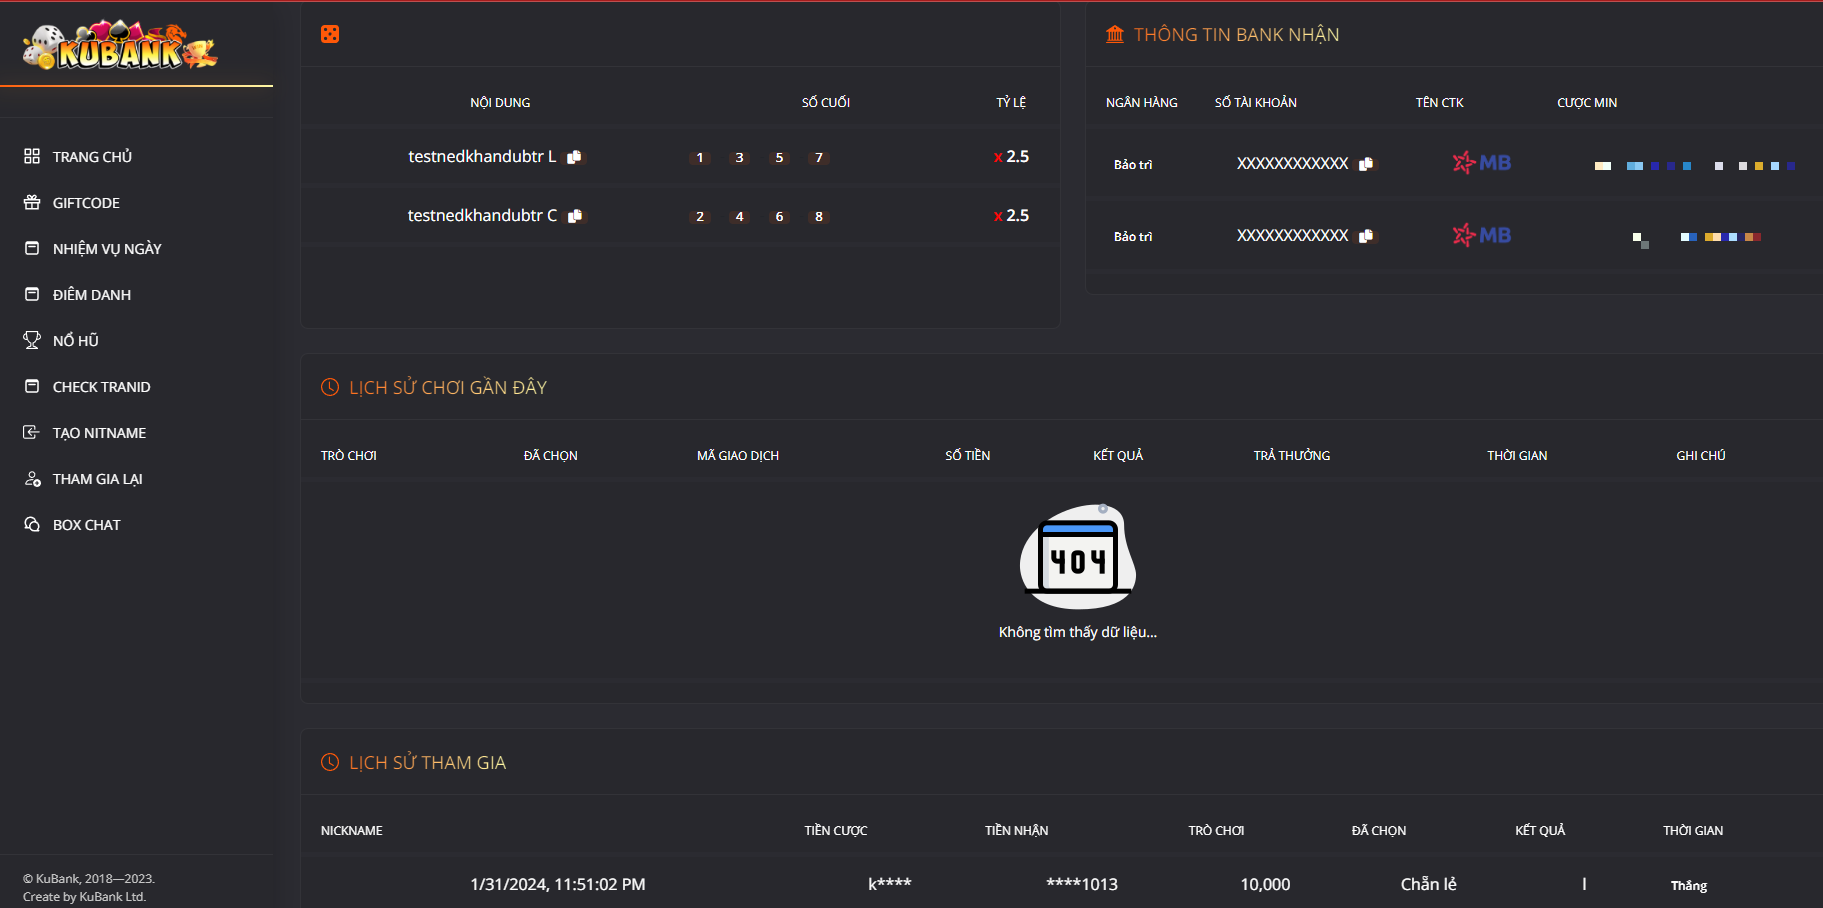 KUBANK
TRANG CHỦ
GIFTCODE
NHIỆM VỤ NGÀY
ĐIÊM DANH
NỔ HŨ
CHECK TRANID
TẠO NITNAME
THAM GIA LẠI
BOX CHAT
© KuBank, 2018—2023.
Create by KuBank Ltd.
NỘI DUNG SỐ CUỐI TỶ LỆ
testnedkhandubtr L 1 3 5 7 x 2.5
testnedkhandubtr C 2 4 6 8 x 2.5
THÔNG TIN BANK NHẬN
NGÂN HÀNG SỐ TÀI KHOẢN TÊN CTK CƯỢC MIN
Bảo trì XXXXXXXXXXXX MB
Bảo trì XXXXXXXXXXXX MB
LỊCH SỬ CHƠI GẦN ĐÂY
TRÒ CHƠI ĐÃ CHỌN MÃ GIAO DỊCH SỐ TIỀN KẾT QUẢ TRẢ THƯỞNG THỜI GIAN GHI CHÚ
404
Không tìm thấy dữ liệu...
LỊCH SỬ THAM GIA
NICKNAME TIỀN CƯỢC TIỀN NHẬN TRÒ CHƠI ĐÃ CHỌN KẾT QUẢ THỜI GIAN
1/31/2024, 11:51:02 PM k**** ****1013 10,000 Chẵn lẻ l Thắng